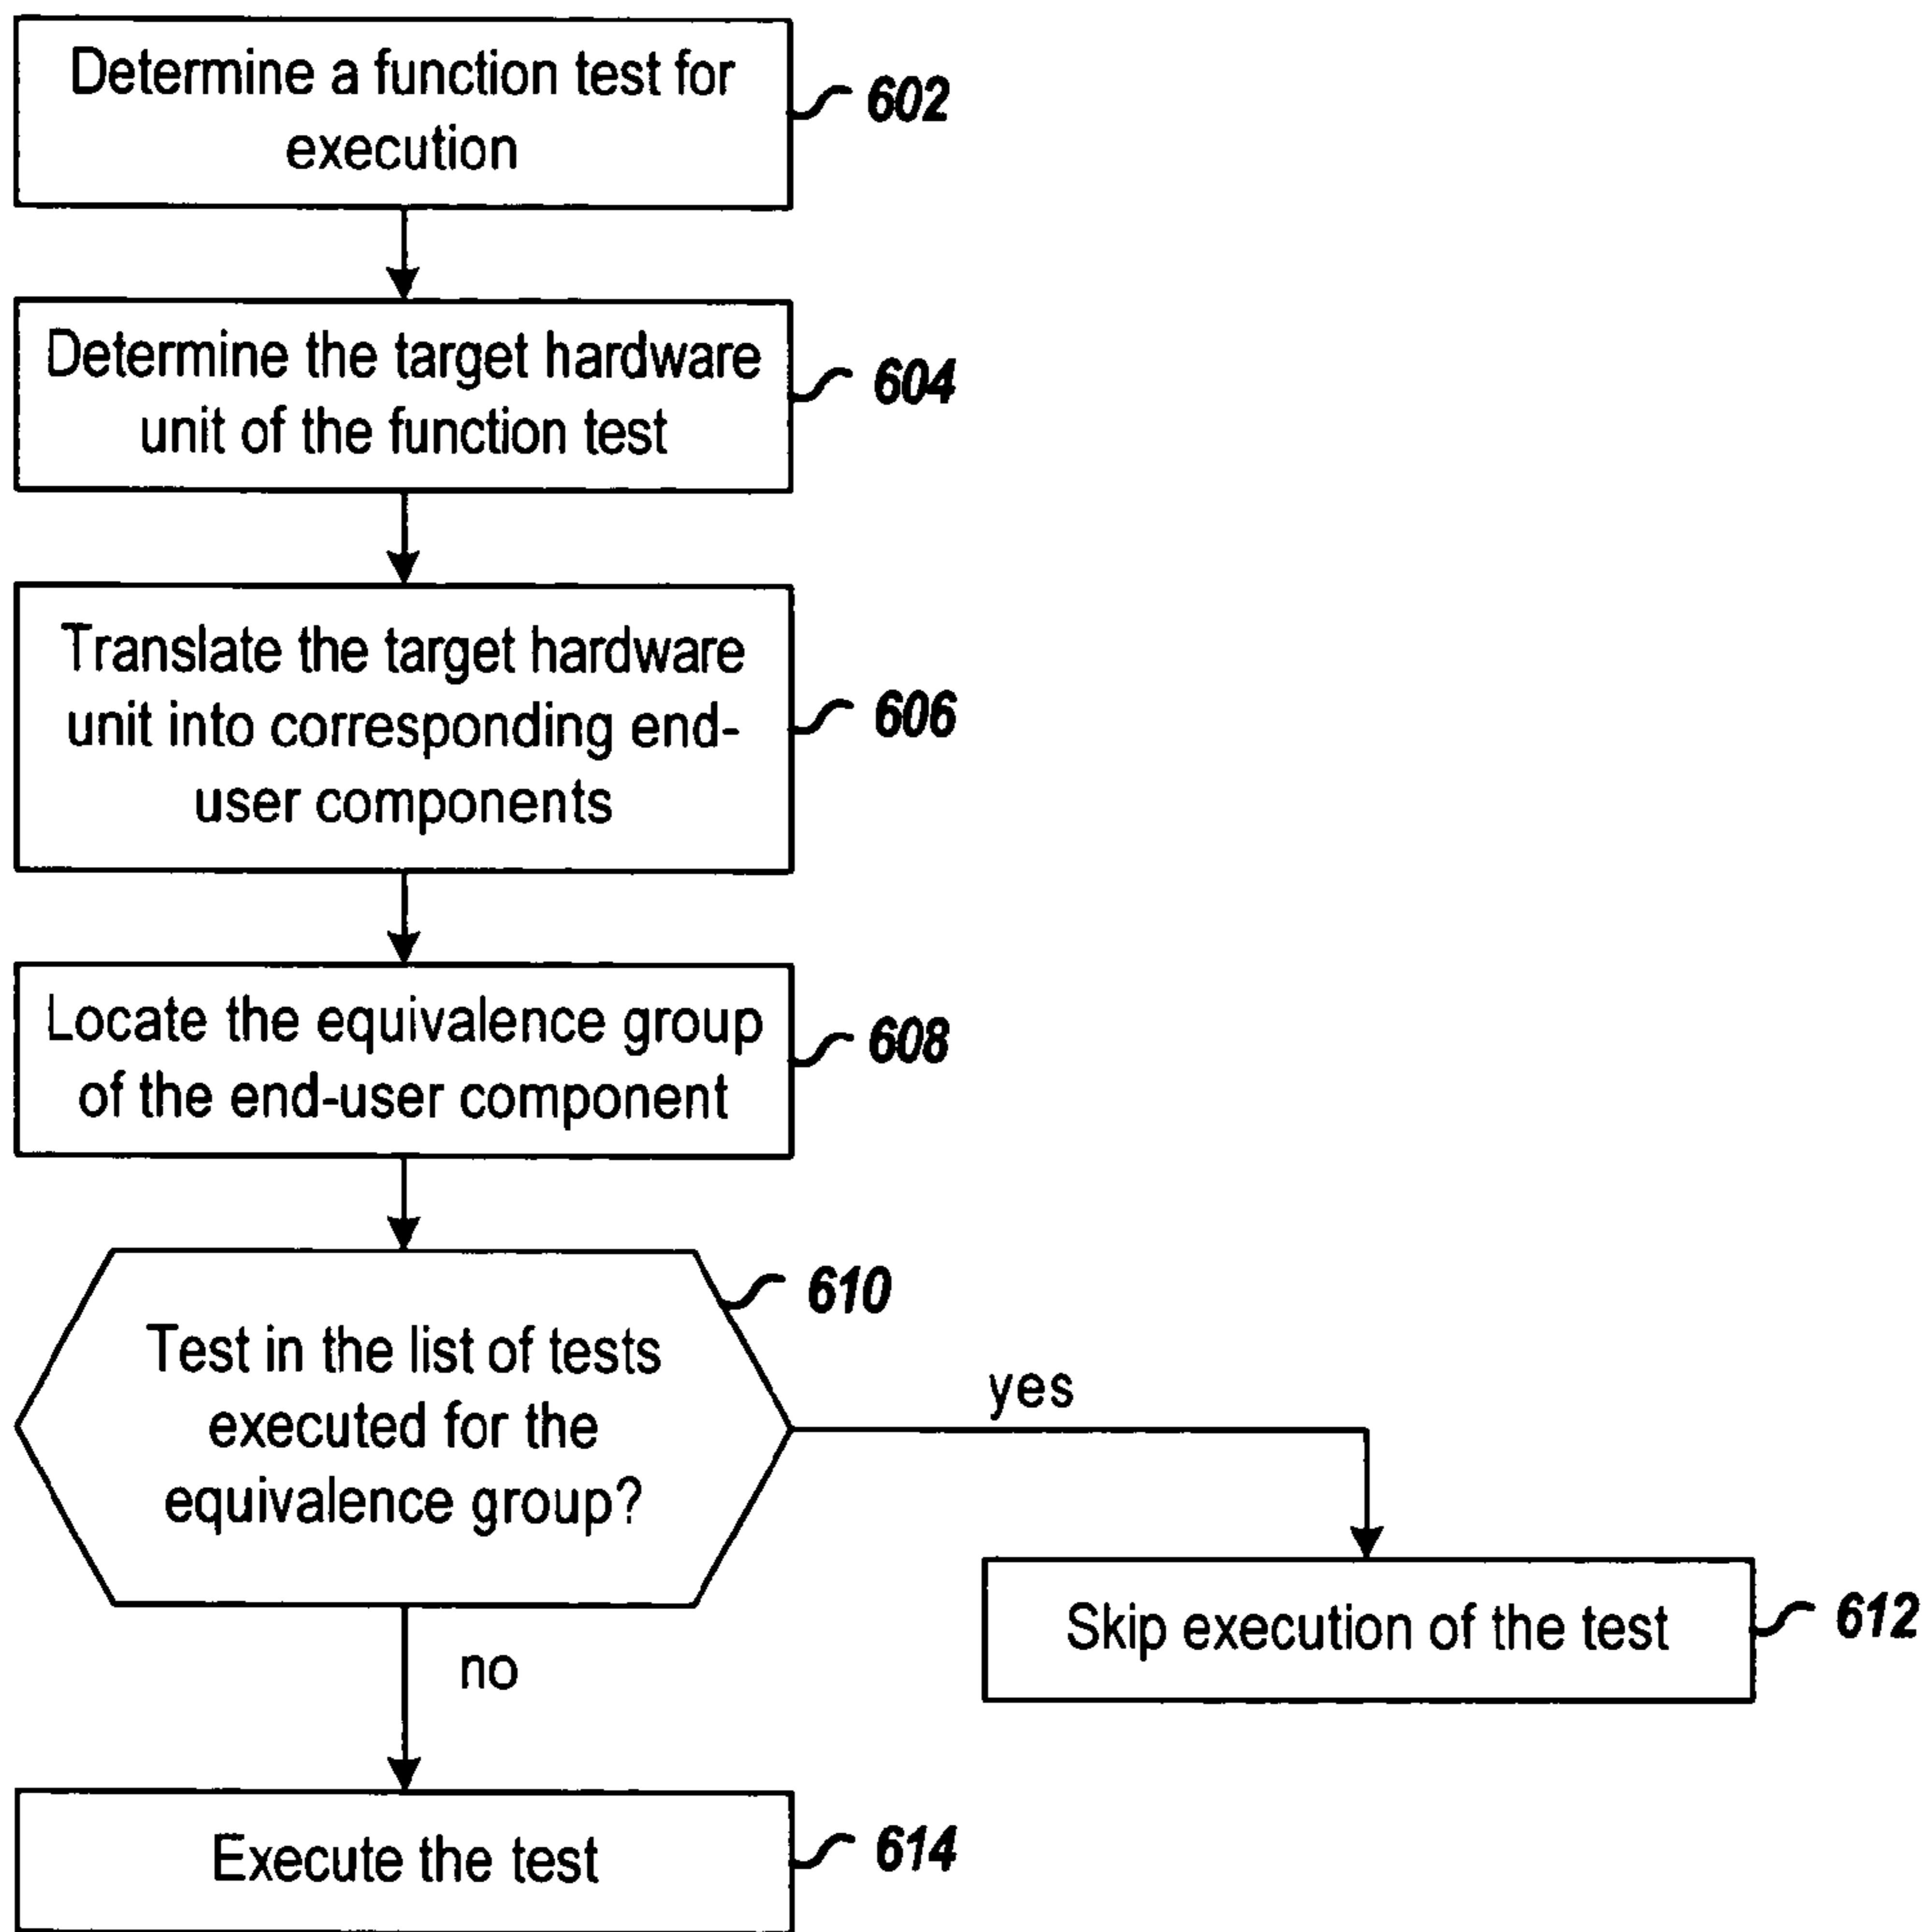 Determine a function test for
execution
602
Determine the target hardware
unit of the function test
604
Translate the target hardware
unit into corresponding end-
user components
606
Locate the equivalence group
of the end-user component
608
610
Test in the list of tests
executed for the
equivalence group?
yes
Skip execution of the test
612
no
Execute the test
614